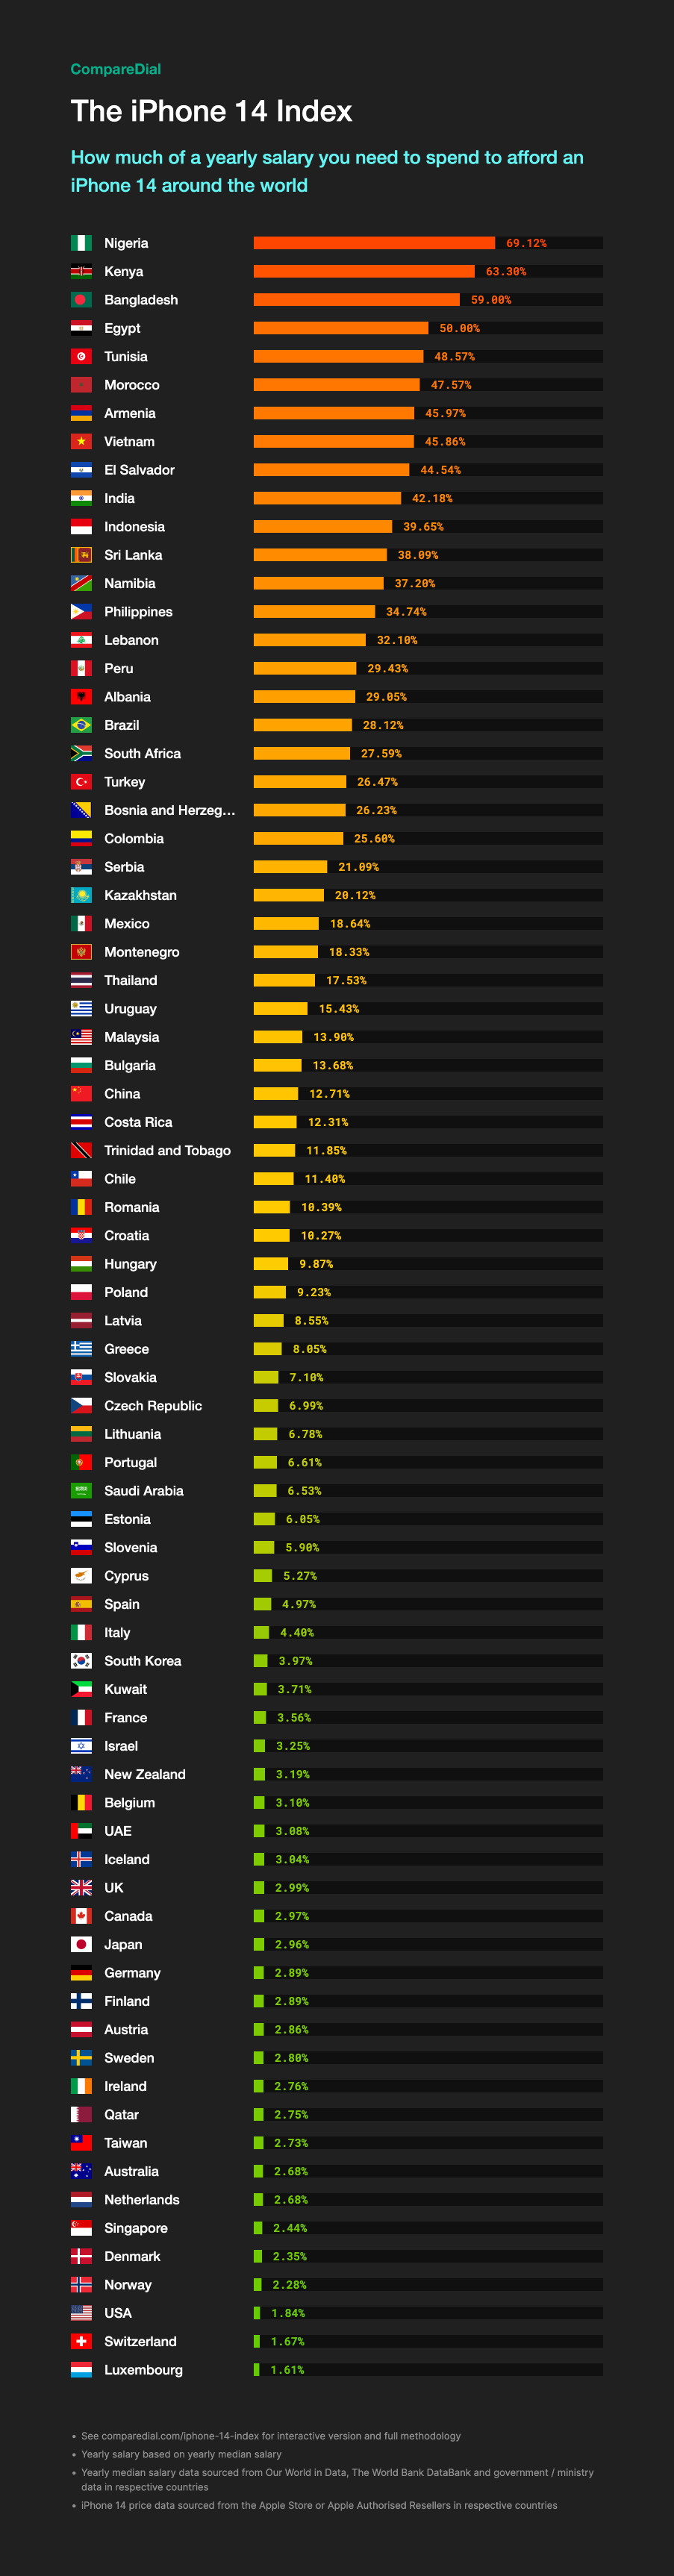 CompareDial
The iPhone 14 Index
How much of a yearly salary you need to spend to afford an
iPhone 14 around the world
Nigeria 69.12%
Kenya 63.30%
Bangladesh 59.00%
Egypt 50.00%
Tunisia 48.57%
Morocco 47.57%
Armenia 45.97%
Vietnam 45.86%
El Salvador 44.54%
India 42.18%
Indonesia 39.65%
Sri Lanka 38.09%
Namibia 37.20%
Philippines 34.74%
Lebanon 32.10%
Peru 29.43%
Albania 29.05%
Brazil 28.12%
South Africa 27.59%
Turkey 26.47%
Bosnia and Herzeg... 26.23%
Colombia 25.60%
Serbia 21.09%
Kazakhstan 20.12%
Mexico 18.64%
Montenegro 18.33%
Thailand 17.53%
Uruguay 15.43%
Malaysia 13.90%
Bulgaria 13.68%
China 12.71%
Costa Rica 12.31%
Trinidad and Tobago 11.85%
Chile 11.40%
Romania 10.39%
Croatia 10.27%
Hungary 9.87%
Poland 9.23%
Latvia 8.55%
Greece 8.05%
Slovakia 7.10%
Czech Republic 6.99%
Lithuania 6.78%
Portugal 6.61%
Saudi Arabia 6.53%
Estonia 6.05%
Slovenia 5.90%
Cyprus 5.27%
Spain 4.97%
Italy 4.40%
South Korea 3.97%
Kuwait 3.71%
France 3.56%
Israel 3.25%
New Zealand 3.19%
Belgium 3.10%
UAE 3.08%
Iceland 3.04%
UK 2.99%
Canada 2.97%
Japan 2.96%
Germany 2.89%
Finland 2.89%
Austria 2.86%
Sweden 2.80%
Ireland 2.76%
Qatar 2.75%
Taiwan 2.73%
Australia 2.68%
Netherlands 2.68%
Singapore 2.44%
Denmark 2.35%
Norway 2.28%
USA 1.84%
Switzerland 1.67%
Luxembourg 1.61%
• See comparedial.com/iphone-14-index for interactive version and full methodology
• Yearly salary based on yearly median salary
• Yearly median salary data sourced from Our World in Data, The World Bank DataBank and government / ministry
data in respective countries
• iPhone 14 price data sourced from the Apple Store or Apple Authorised Resellers in respective countries